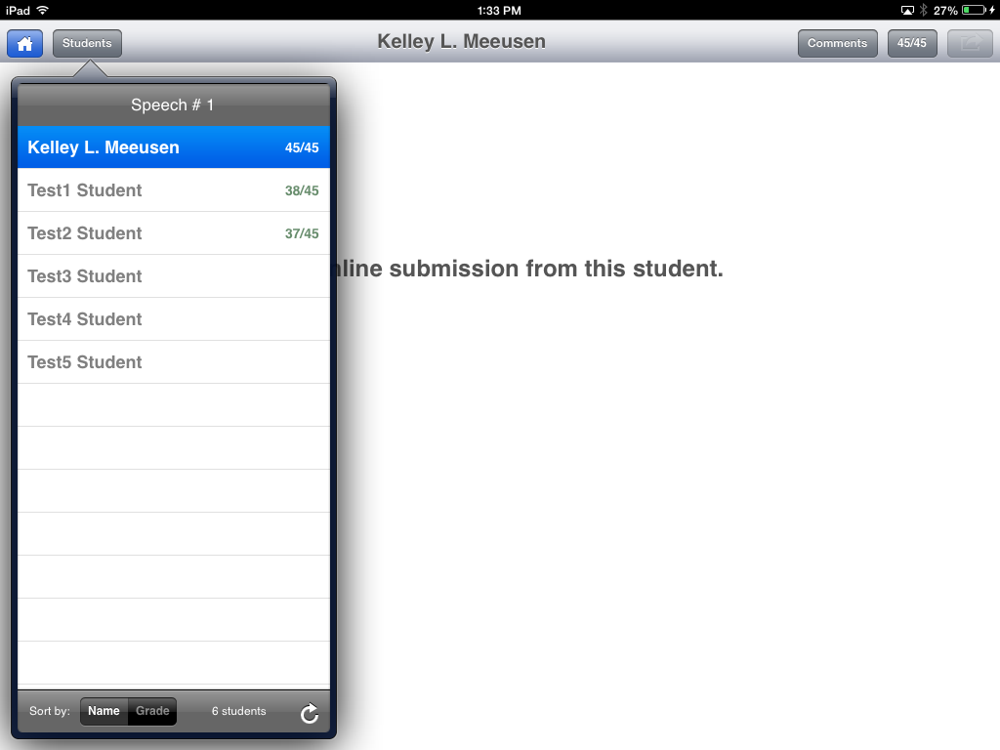 iPad 1:33 PM 27%
Students Kelley L. Meeusen Comments 45/45
Speech # 1
Kelley L. Meeusen 45/45
Test1 Student 38/45
Test2 Student 37/45
submission from this student.
Test3 Student
Test4 Student
Test5 Student
Sort by: Name Grade 6 students